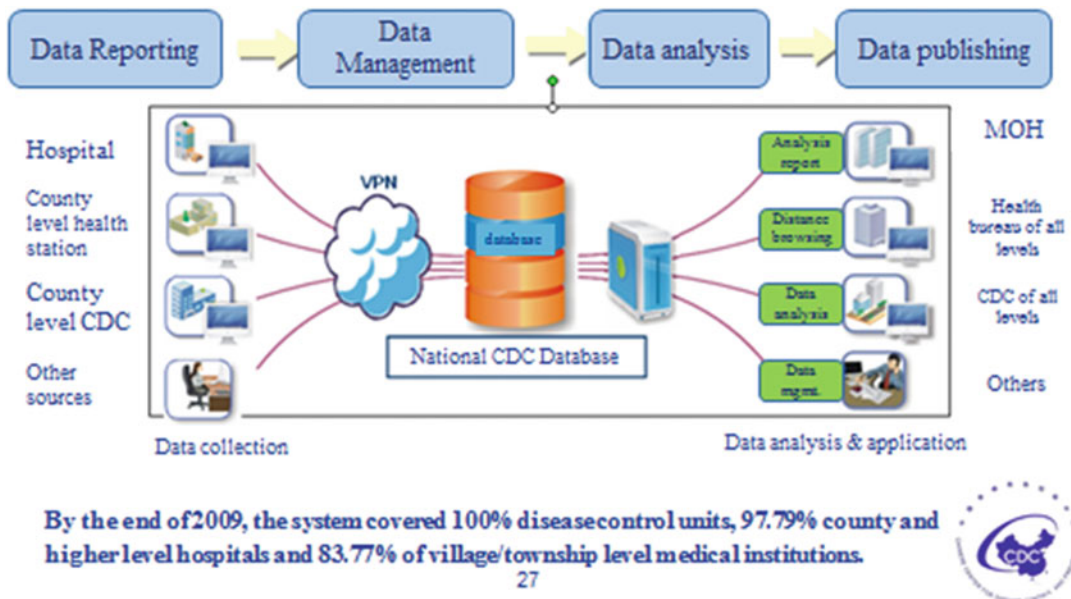 Data Reporting
Data
Management
Data analysis
Data publishing
Hospital
County
level health
station
County
level CDC
Other
sources
VPN
database
National CDC Database
Analysis
report
Distance
browsing
Data
analysis
Data
mgmt.
MOH
Health
bureau of all
levels
CDC of all
levels
Others
Data collection
Data analysis & application
By the end of 2009, the system covered 100% disease control units, 97.79% county and
higher level hospitals and 83.77% of village/township level medical institutions.
27
CDC